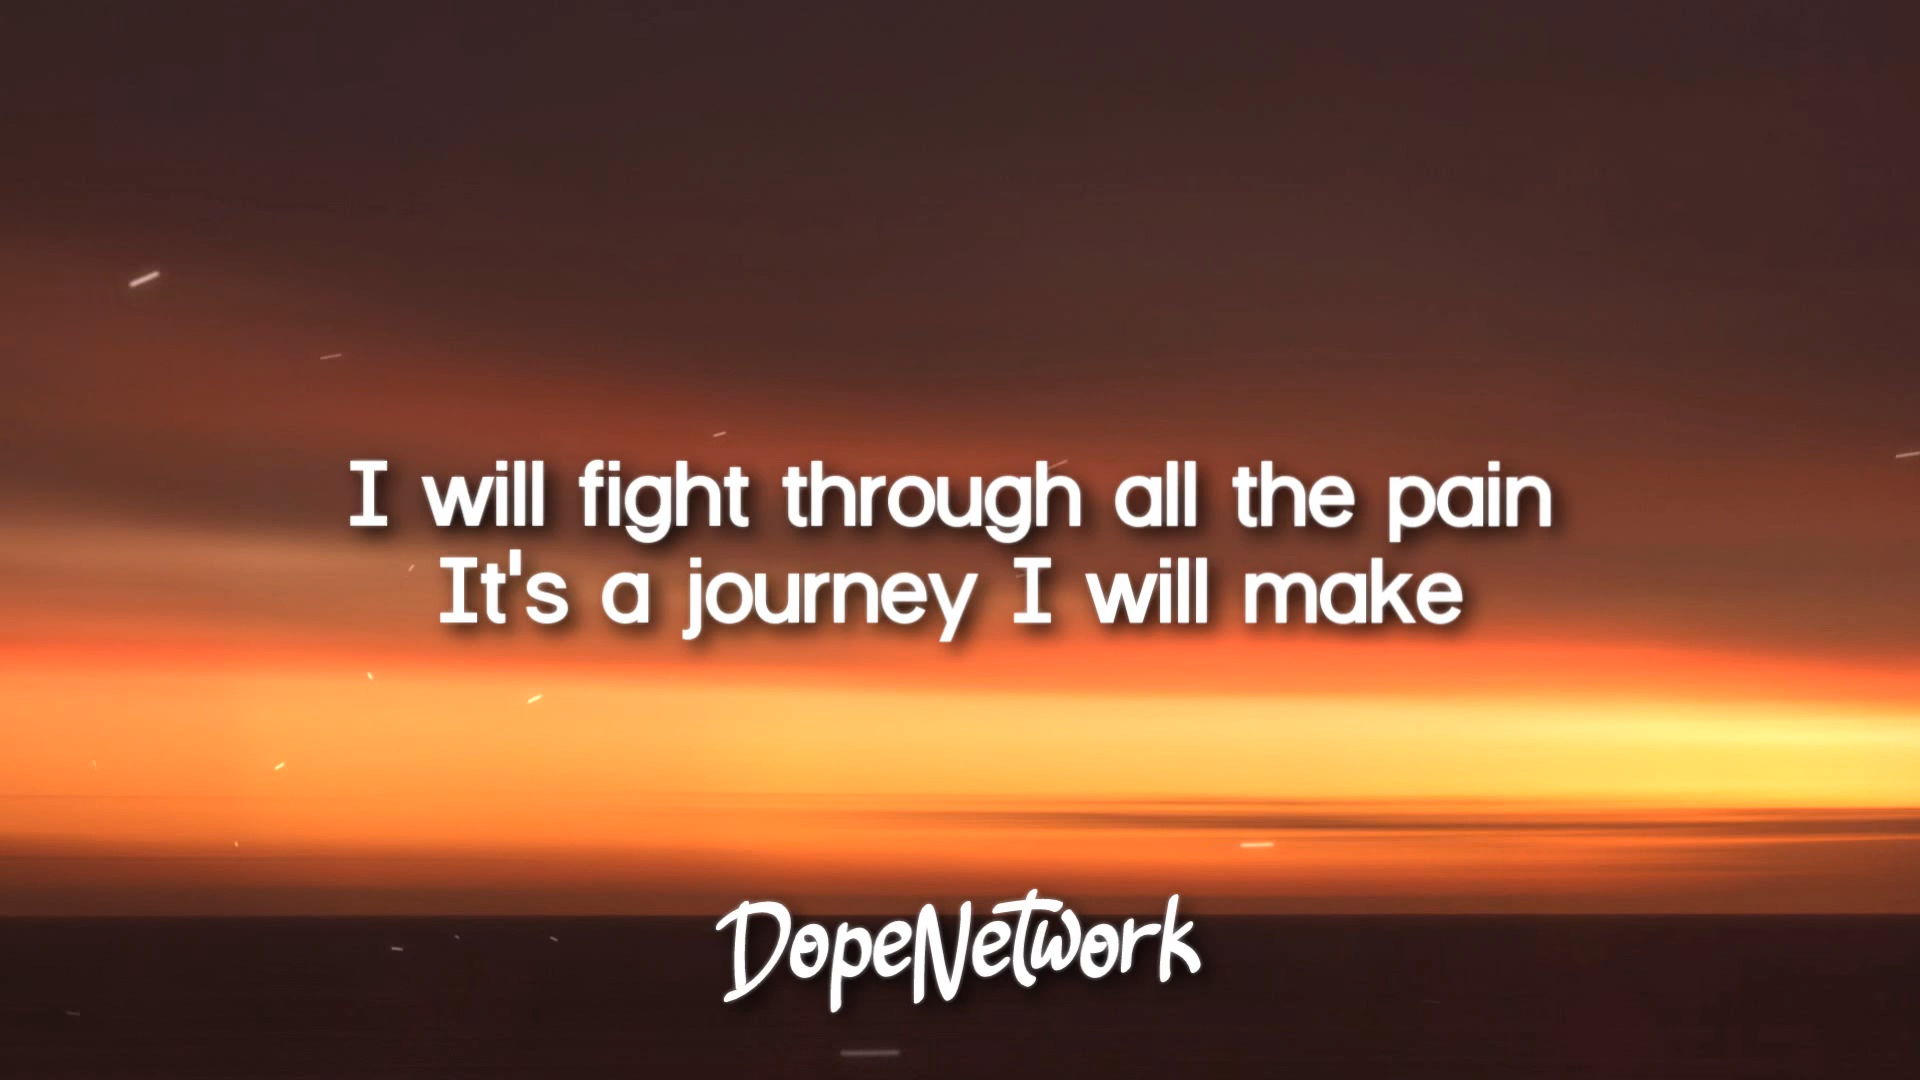 I will fight through all the pain
It's a journey I will make
DopeNetwork